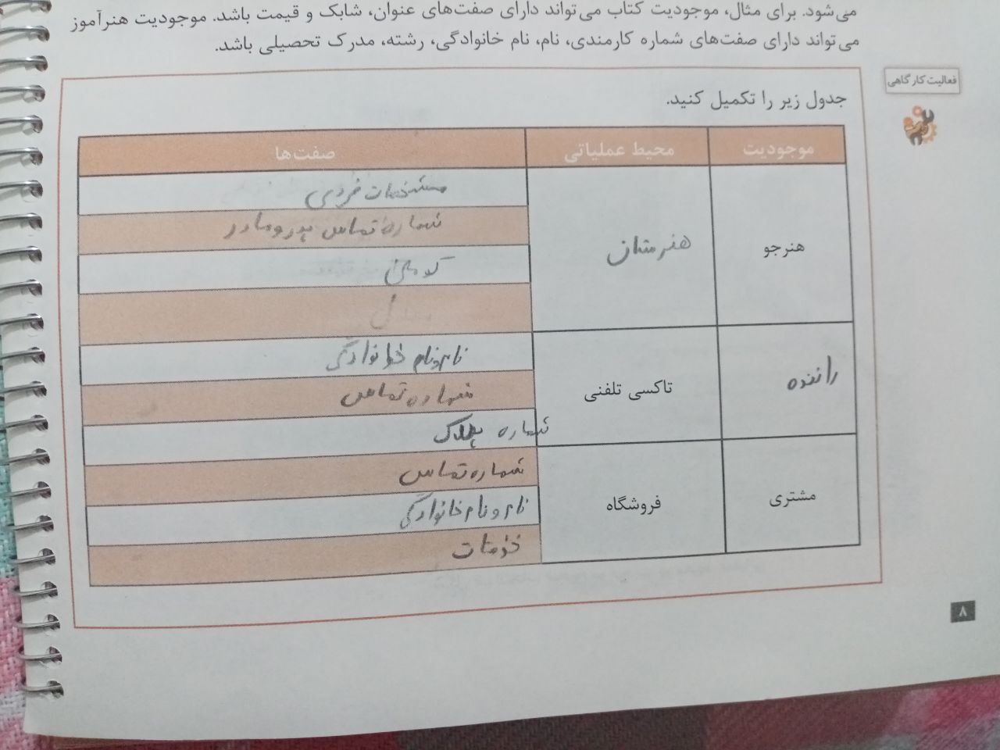 می‌شود. برای مثال، موجودیت کتاب می‌تواند دارای صفت‌های عنوان، شابک و قیمت باشد. موجودیت هنرآموز
می‌تواند دارای صفت‌های شماره کارمندی، نام، نام خانوادگی، رشته، مدرک تحصیلی باشد.
فعالیت کارگاهی
جدول زیر را تکمیل کنید.
موجودیت محیط عملیاتی صفت‌ها
هنرجو هنرستان مشخصات فردی
شماره تماس پدر و مادر
کد ملی
راننده تاکسی تلفنی نام و نام خانوادگی
شماره تماس
شماره پلاک
مشتری فروشگاه شماره تماس
نام و نام خانوادگی
خدمات
۸